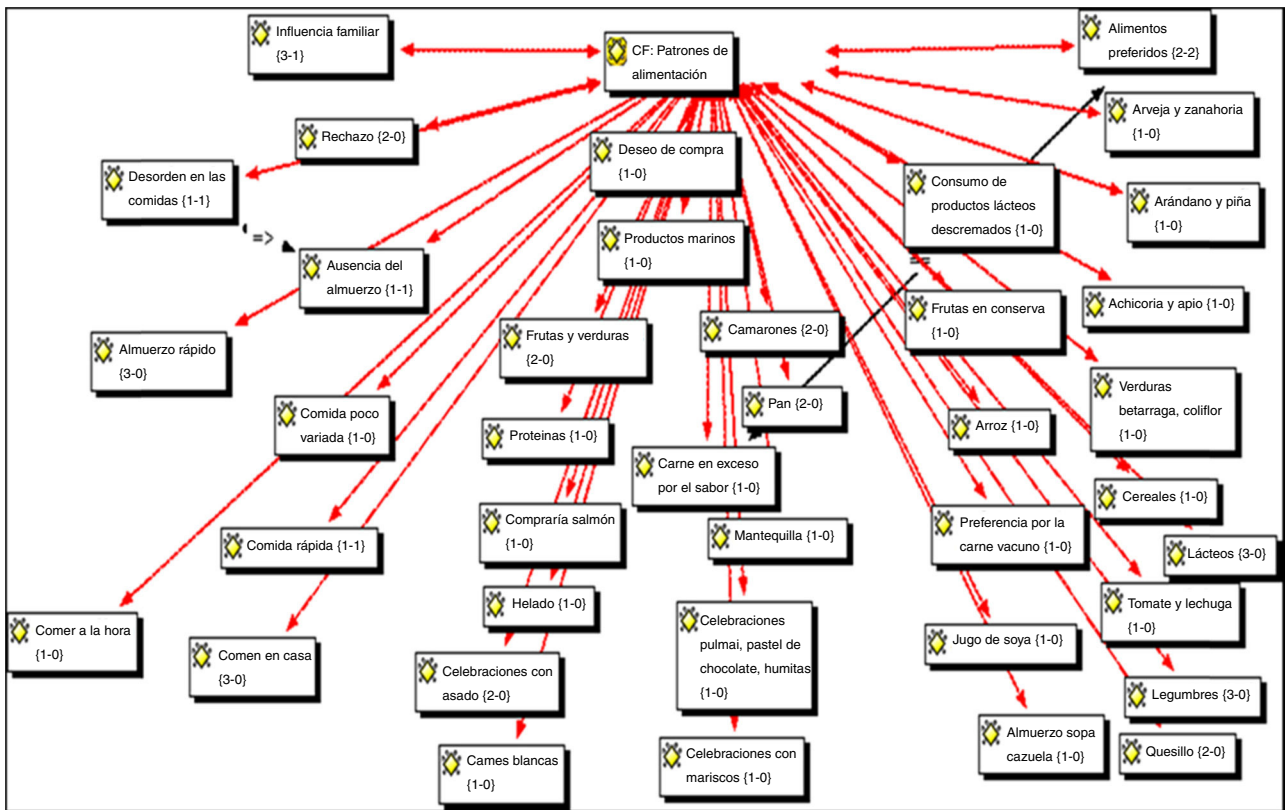 Influencia familiar
{3-1}
CF: Patrones de
alimentación
Alimentos
preferidos {2-2}
Rechazo {2-0}
Deseo de compra
{1-0}
Arveja y zanahoria
{1-0}
Desorden en las
comidas {1-1}
Consumo de
productos lácteos
descremados {1-0}
Arándano y piña
{1-0}
=>
Ausencia del
almuerzo {1-1}
Productos marinos
{1-0}
==
Achicoria y apio {1-0}
Almuerzo rápido
{3-0}
Frutas y verduras
{2-0}
Camarones {2-0}
Frutas en conserva
{1-0}
Comida poco
variada {1-0}
Pan {2-0}
Verduras
betarraga, coliflor
{1-0}
Proteinas {1-0}
Arroz {1-0}
Carne en exceso
por el sabor {1-0}
Cereales {1-0}
Comida rápida {1-1}
Compraría salmón
{1-0}
Mantequilla {1-0}
Preferencia por la
carne vacuno {1-0}
Lácteos {3-0}
Comer a la hora
{1-0}
Comen en casa
{3-0}
Helado {1-0}
Celebraciones
pulmai, pastel de
chocolate, humitas
{1-0}
Jugo de soya {1-0}
Tomate y lechuga
{1-0}
Celebraciones con
asado {2-0}
Legumbres {3-0}
Cames blancas
{1-0}
Celebraciones con
mariscos {1-0}
Almuerzo sopa
cazuela {1-0}
Quesillo {2-0}